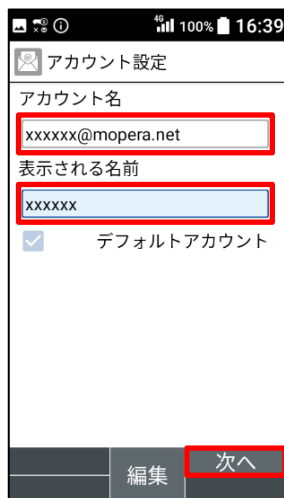 4G 100% 16:39
アカウント設定
アカウント名
xxxxxx@mopera.net
表示される名前
xxxxxx
デフォルトアカウント
編集 次へ